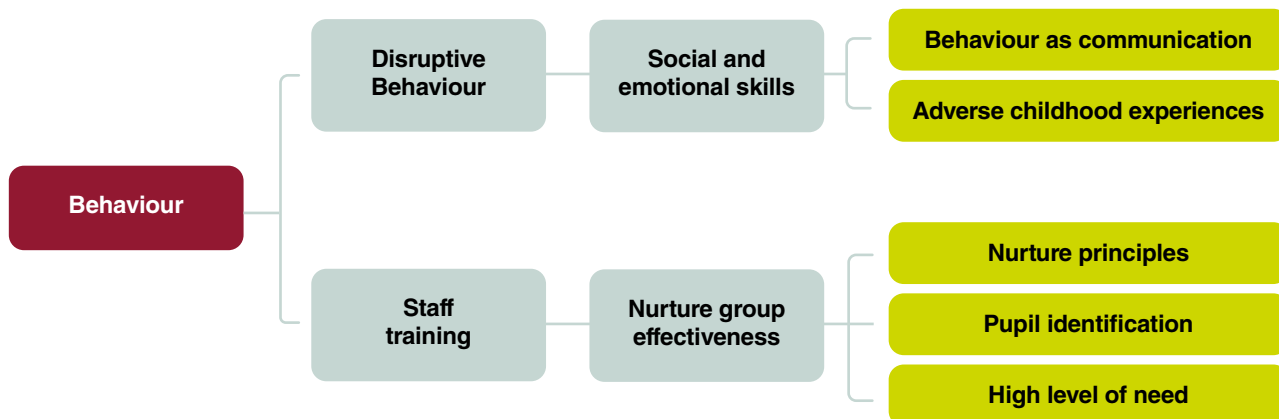 Behaviour
Disruptive
Behaviour
Social and
emotional skills
Behaviour as communication
Adverse childhood experiences
Staff
training
Nurture group
effectiveness
Nurture principles
Pupil identification
High level of need